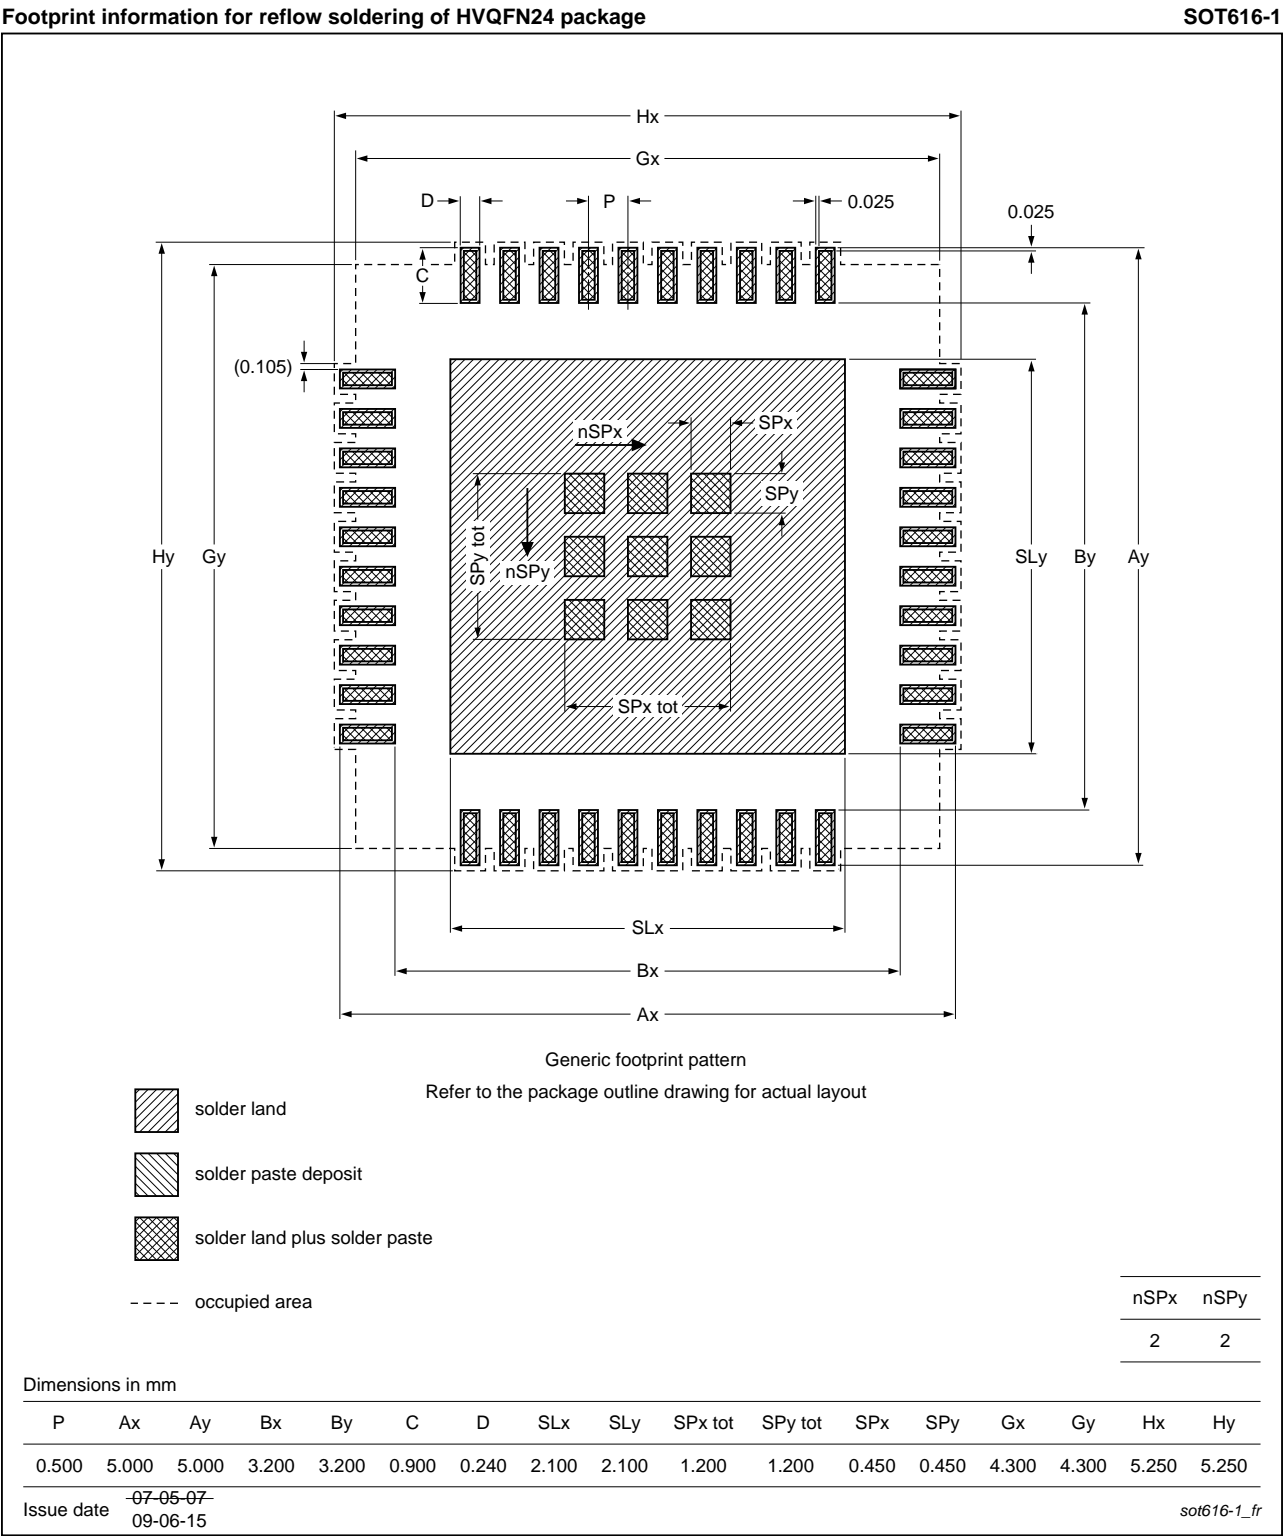 Footprint information for reflow soldering of HVQFN24 package SOT616-1
Hx
Gx
D P 0.025
0.025
C
(0.105)
SPx
nSPx
SPy
SPy tot
nSPy
Hy Gy SLy By Ay
SPx tot
SLx
Bx
Ax
Generic footprint pattern
Refer to the package outline drawing for actual layout
solder land
solder paste deposit
solder land plus solder paste
occupied area
nSPx nSPy
2 2
Dimensions in mm
P Ax Ay Bx By C D SLx SLy SPx tot SPy tot SPx SPy Gx Gy Hx Hy
0.500 5.000 5.000 3.200 3.200 0.900 0.240 2.100 2.100 1.200 1.200 0.450 0.450 4.300 4.300 5.250 5.250
Issue date 07-05-07
09-06-15
sot616-1_fr